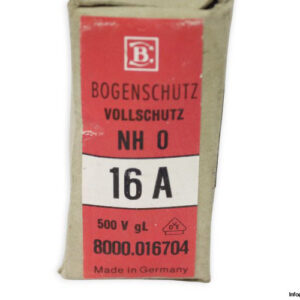 B.
BOGENSCHUTZ
VOLLSCHUTZ
NH 0
16 A
500 V gL
8000.016704
Made in Germany